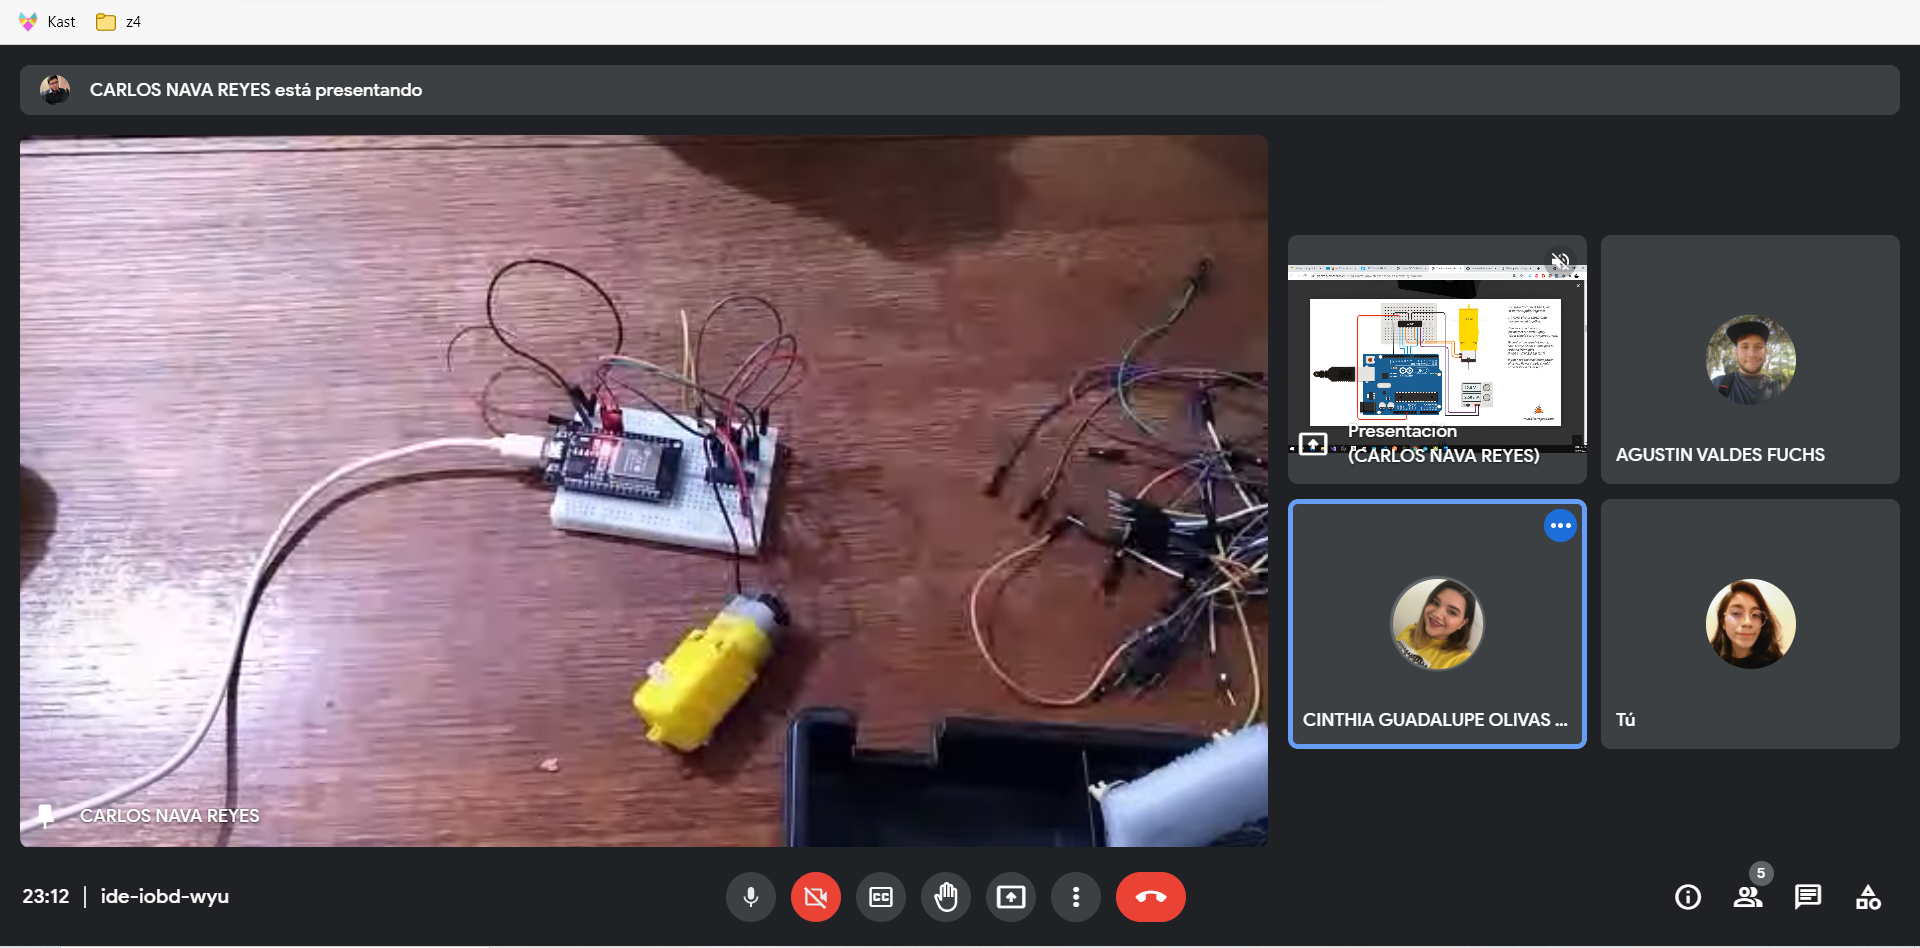 Kast
z4
CARLOS NAVA REYES está presentando
Presentación
(CARLOS NAVA REYES)
AGUSTIN VALDES FUCHS
CINTHIA GUADALUPE OLIVAS ...
Tú
CARLOS NAVA REYES
23:12 | ide-iobd-wyu
CC
5